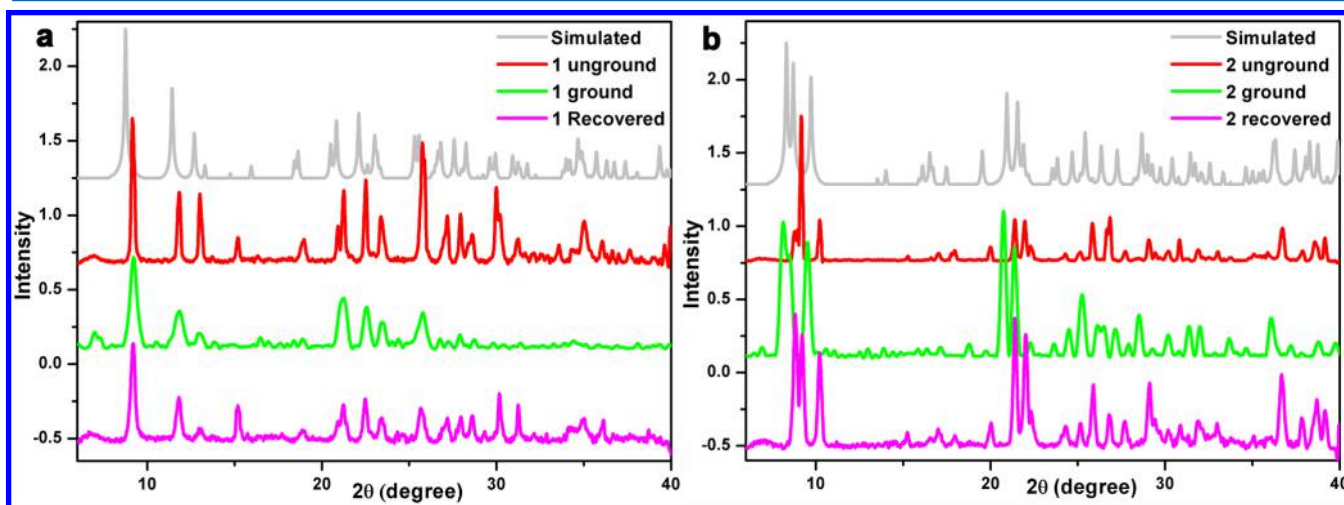 a
Simulated
1 unground
1 ground
1 Recovered
2.0
1.5
1.0
0.5
0.0
-0.5
Intensity
10
20
30
40
2θ (degree)
b
Simulated
2 unground
2 ground
2 recovered
2.0
1.5
1.0
0.5
0.0
-0.5
Intensity
10
20
30
40
2θ (degree)